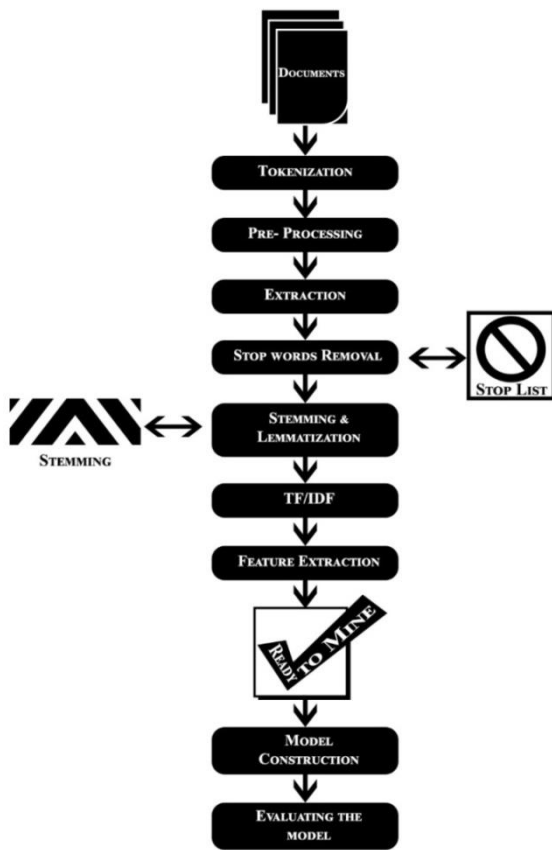 DOCUMENTS
TOKENIZATION
PRE- PROCESSING
EXTRACTION
STOP WORDS REMOVAL
STOP LIST
STEMMING &
LEMMATIZATION
STEMMING
TF/IDF
FEATURE EXTRACTION
READY TO MINE
MODEL
CONSTRUCTION
EVALUATING THE
MODEL